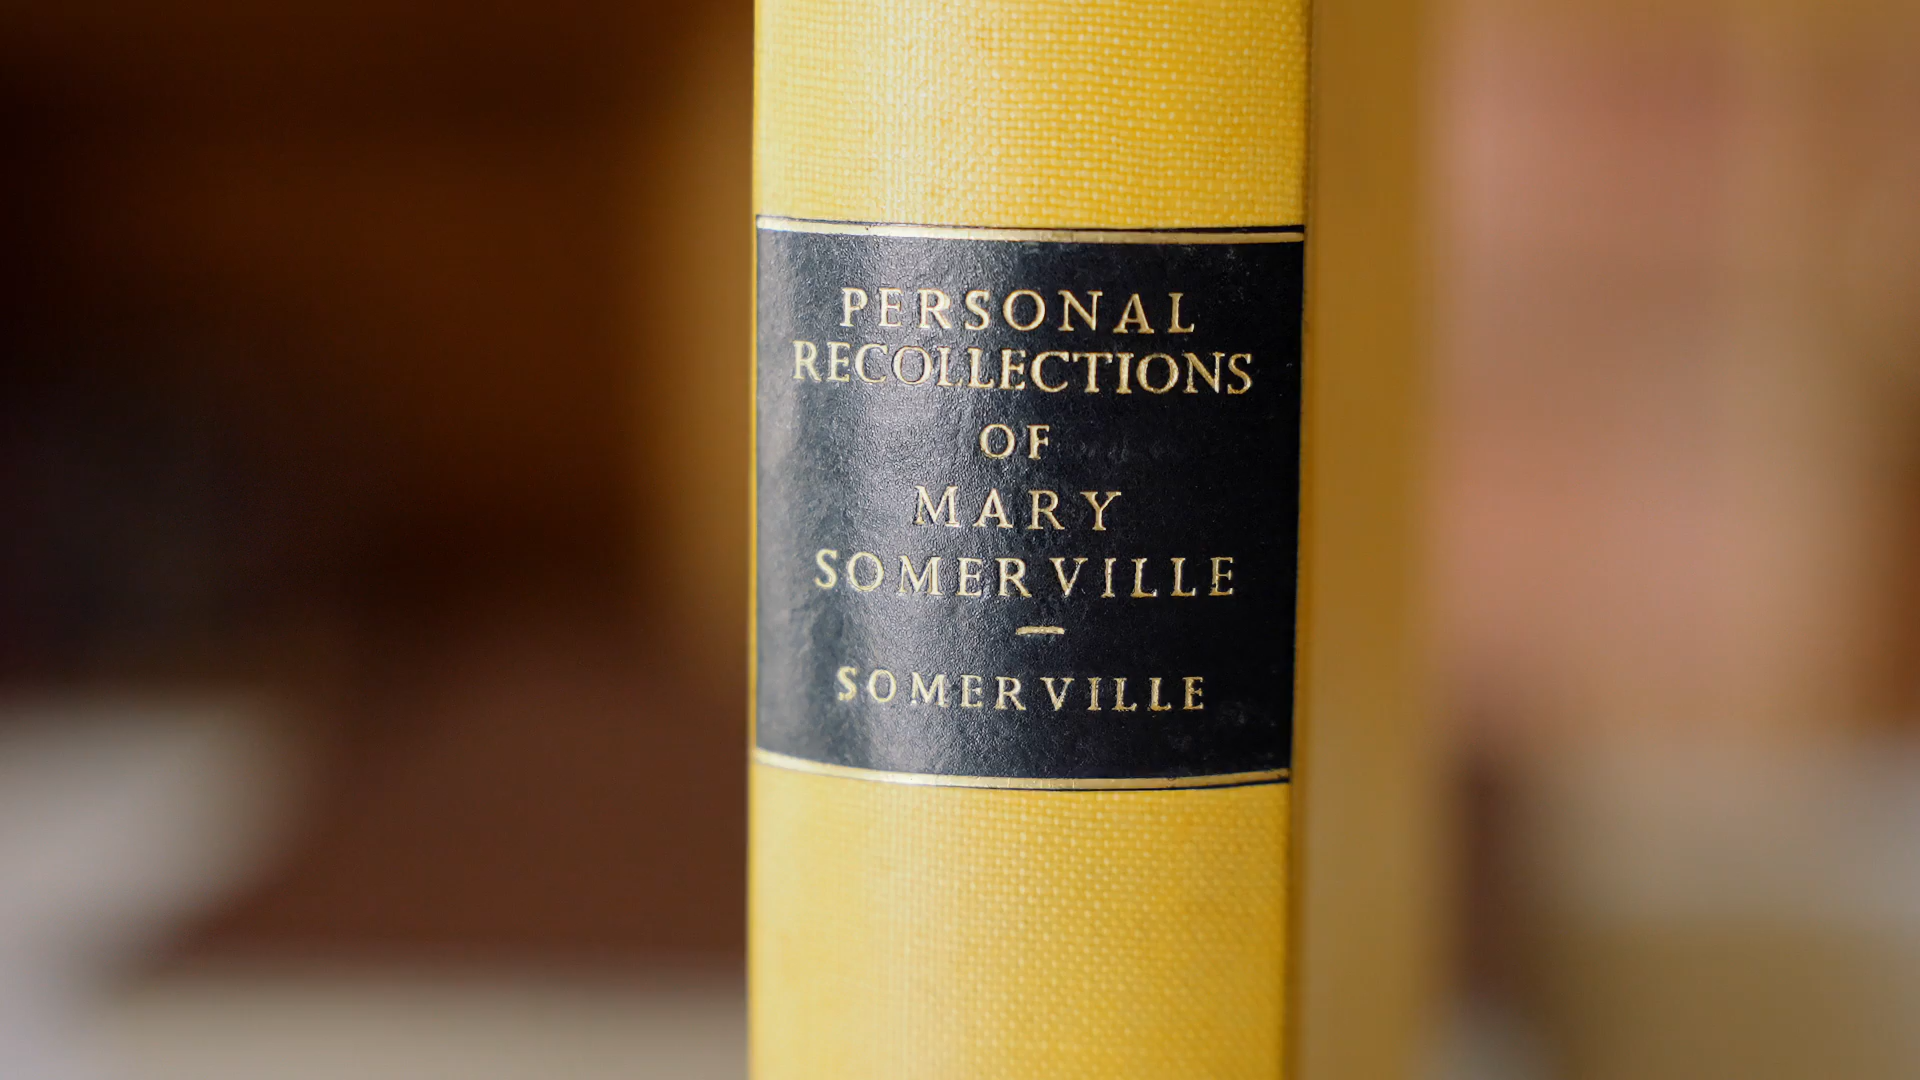 PERSONAL
RECOLLECTIONS
OF
MARY
SOMERVILLE
—
SOMERVILLE